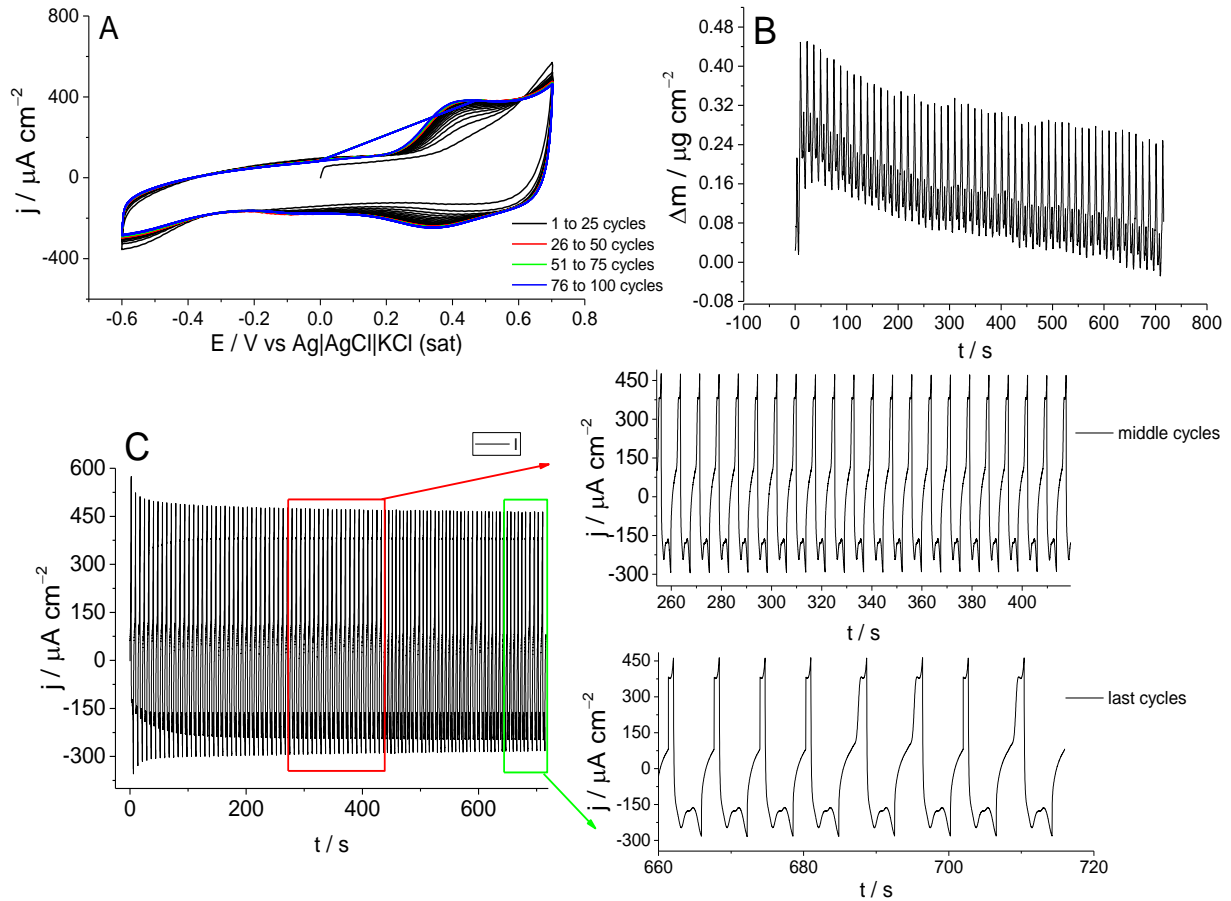 A
800
400
0
-400
j / μA cm⁻²
-0.6 -0.4 -0.2 0.0 0.2 0.4 0.6 0.8
E / V vs Ag|AgCl|KCl (sat)
1 to 25 cycles
26 to 50 cycles
51 to 75 cycles
76 to 100 cycles
B
0.48
0.40
0.32
0.24
0.16
0.08
0.00
-0.08
Δm / μg cm⁻²
-100 0 100 200 300 400 500 600 700 800
t / s
C
I
600
450
300
150
0
-150
-300
j / μA cm⁻²
0 200 400 600
t / s
450
300
150
0
-150
-300
j / μA cm⁻²
260 280 300 320 340 360 380 400
t / s
middle cycles
450
300
150
0
-150
-300
j / μA cm⁻²
660 680 700 720
t / s
last cycles